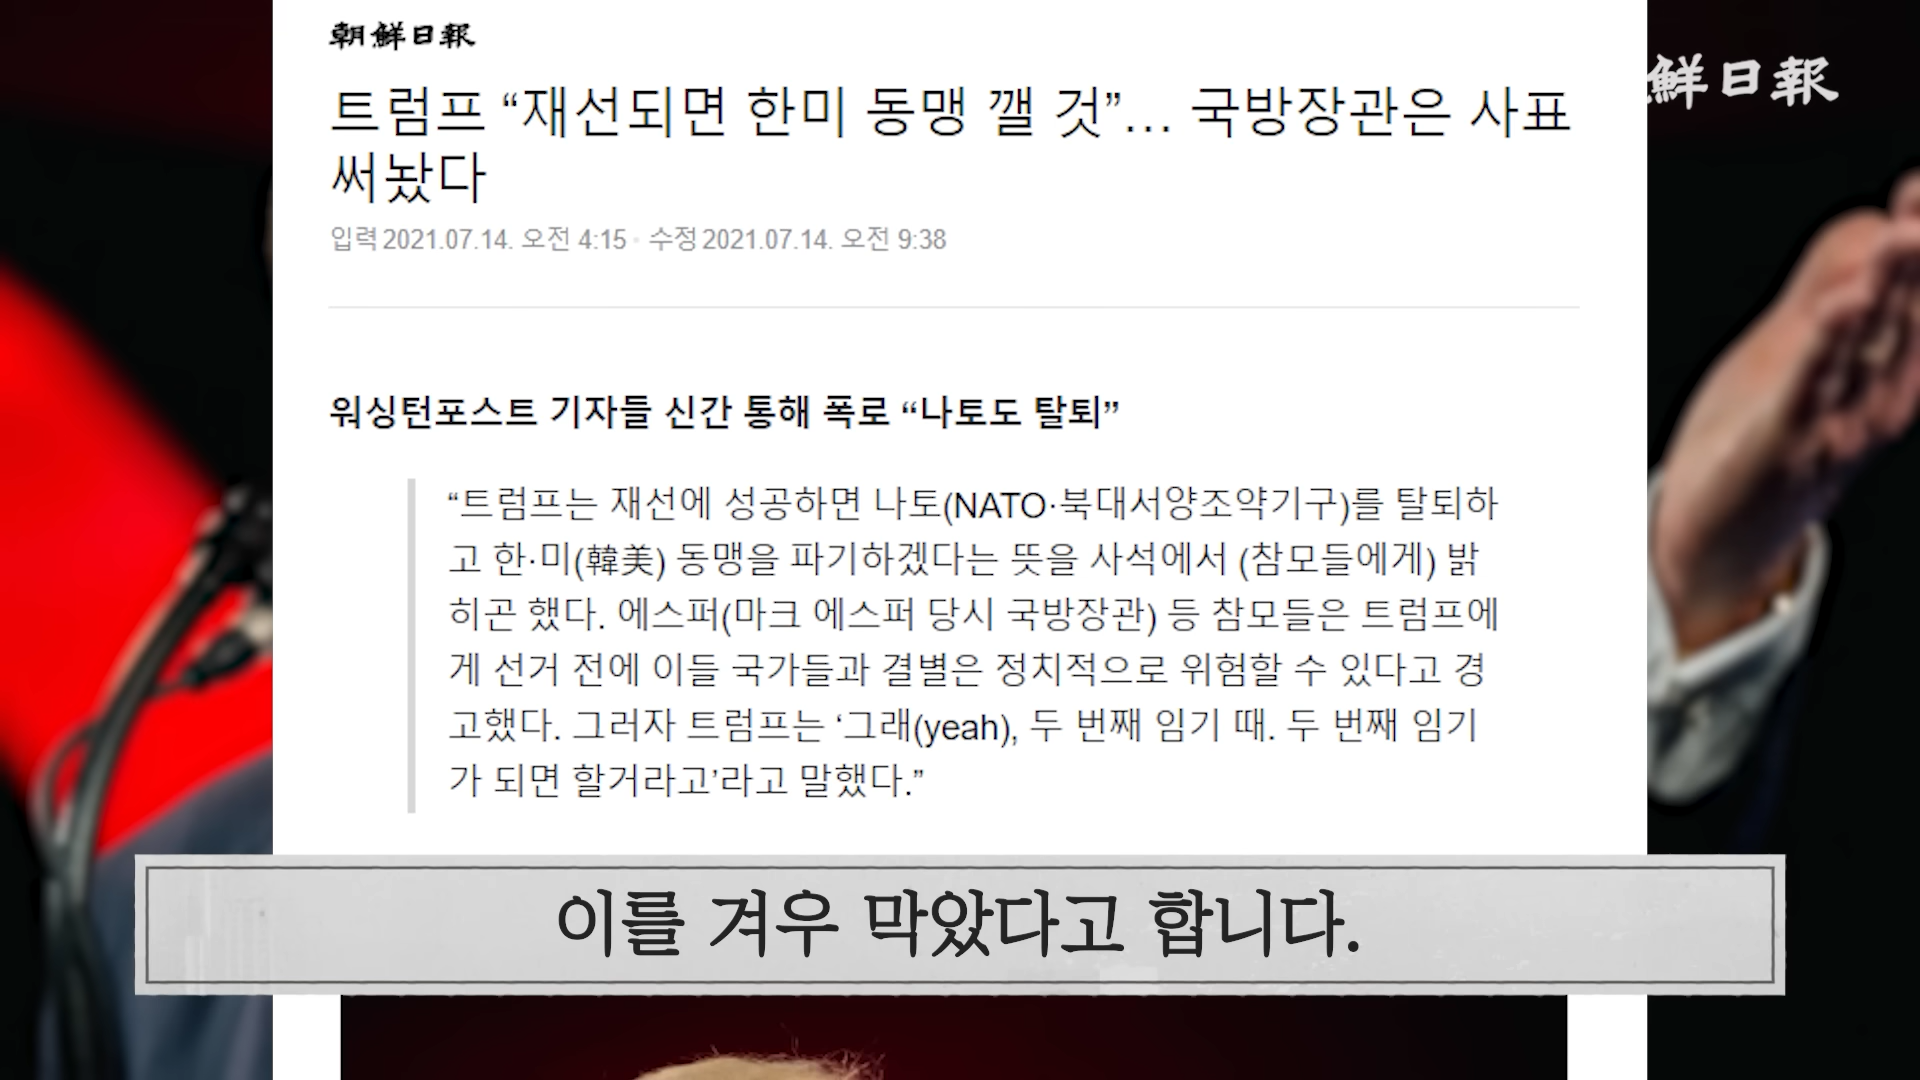 朝鮮日報
鮮日報
트럼프 “재선되면 한미 동맹 깰 것”… 국방장관은 사표
써놨다
입력 2021.07.14. 오전 4:15 · 수정 2021.07.14. 오전 9:38
워싱턴포스트 기자들 신간 통해 폭로 “나토도 탈퇴”
“트럼프는 재선에 성공하면 나토(NATO·북대서양조약기구)를 탈퇴하
고 한·미(韓美) 동맹을 파기하겠다는 뜻을 사석에서 (참모들에게) 밝
히곤 했다. 에스퍼(마크 에스퍼 당시 국방장관) 등 참모들은 트럼프에
게 선거 전에 이들 국가들과 결별은 정치적으로 위험할 수 있다고 경
고했다. 그러자 트럼프는 ‘그래(yeah), 두 번째 임기 때. 두 번째 임기
가 되면 할거라고’라고 말했다.”
이를 겨우 막았다고 합니다.